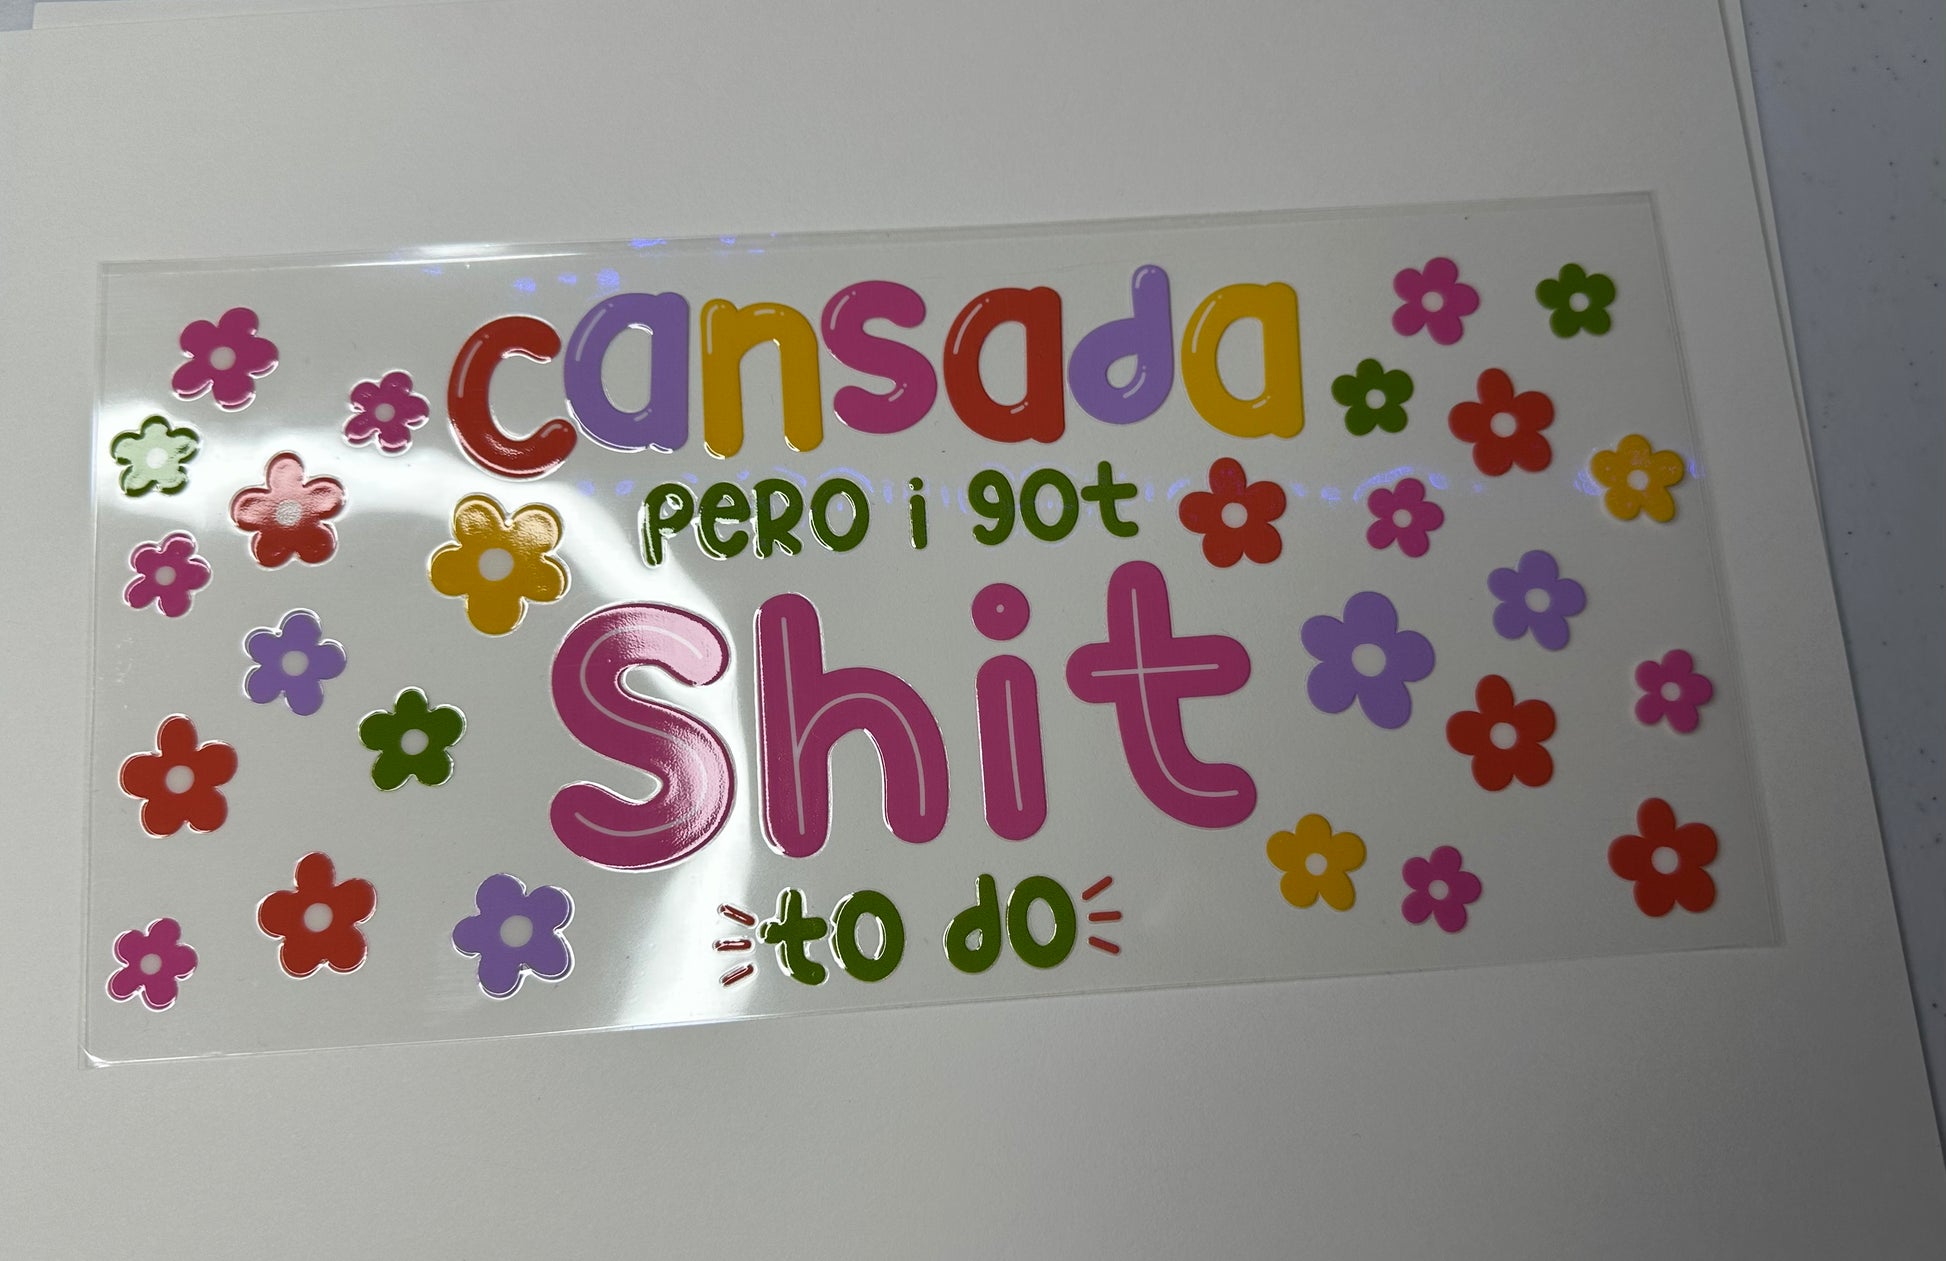 cansada
pero i got
shit
to do